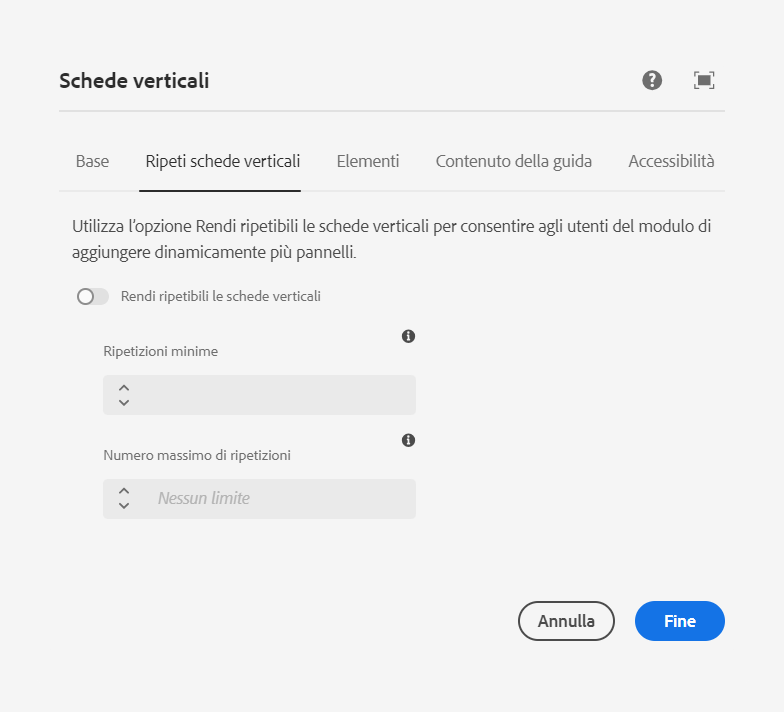 Schede verticali
Base Ripeti schede verticali Elementi Contenuto della guida Accessibilità
Utilizza l’opzione Rendi ripetibili le schede verticali per consentire agli utenti del modulo di
aggiungere dinamicamente più pannelli.
Rendi ripetibili le schede verticali
Ripetizioni minime
Numero massimo di ripetizioni
Nessun limite
Annulla Fine